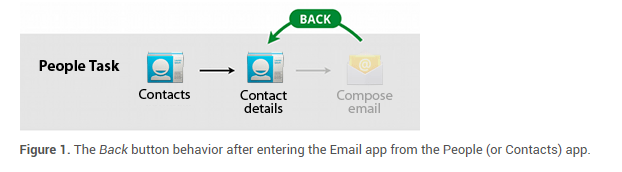 BACK
People Task
Contacts
Contact
details
Compose
email
Figure 1. The Back button behavior after entering the Email app from the People (or Contacts) app.